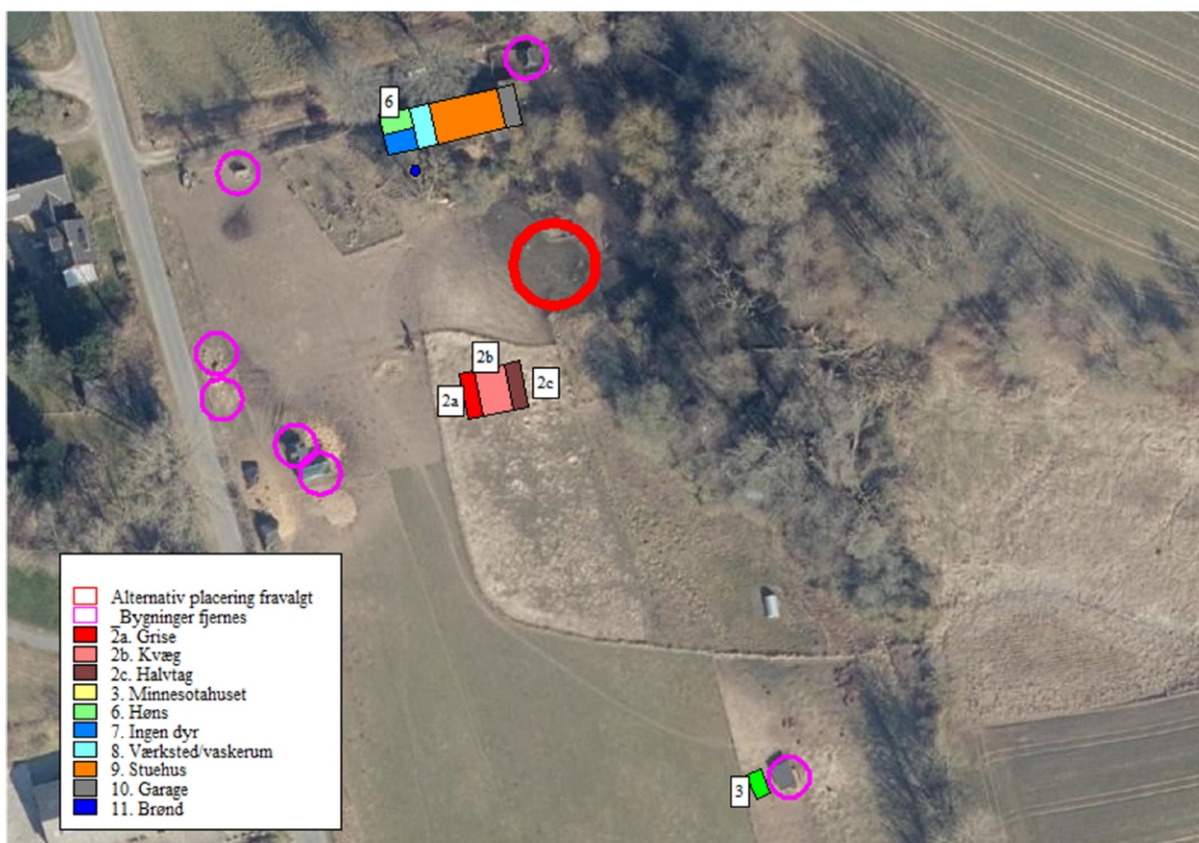 6
2b
2c
2a
3
Alternativ placering fravalgt
_Bygninger fjernes
2a. Grise
2b. Kvæg
2c. Halvtag
3. Minnesotahuset
6. Høns
7. Ingen dyr
8. Værksted/vaskerum
9. Stuehus
10. Garage
11. Brønd